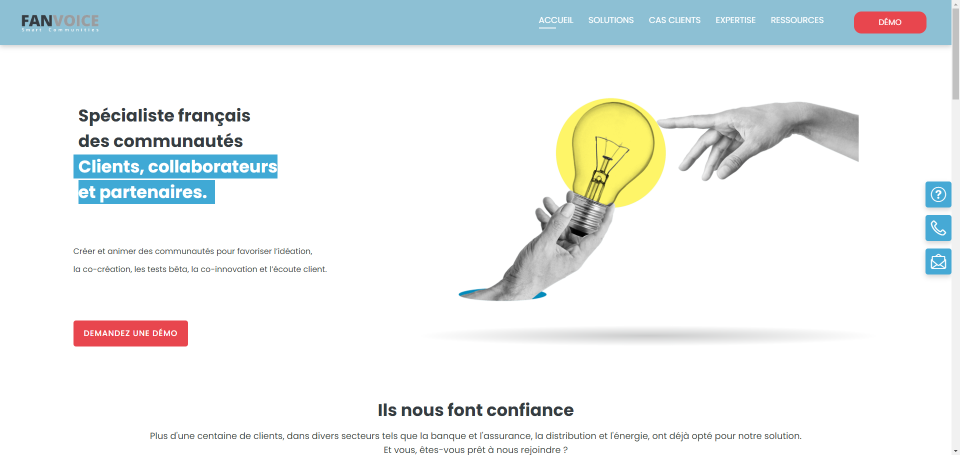 FANVOICE
Smart Communities
ACCUEIL SOLUTIONS CAS CLIENTS EXPERTISE RESSOURCES DÉMO
Spécialiste français
des communautés
Clients, collaborateurs
et partenaires.
Créer et animer des communautés pour favoriser l'idéation,
la co-création, les tests bêta, la co-innovation et l'écoute client.
DEMANDEZ UNE DÉMO
Ils nous font confiance
Plus d'une centaine de clients, dans divers secteurs tels que la banque et l'assurance, la distribution et l'énergie, ont déjà opté pour notre solution.
Et vous, êtes-vous prêt à nous rejoindre ?